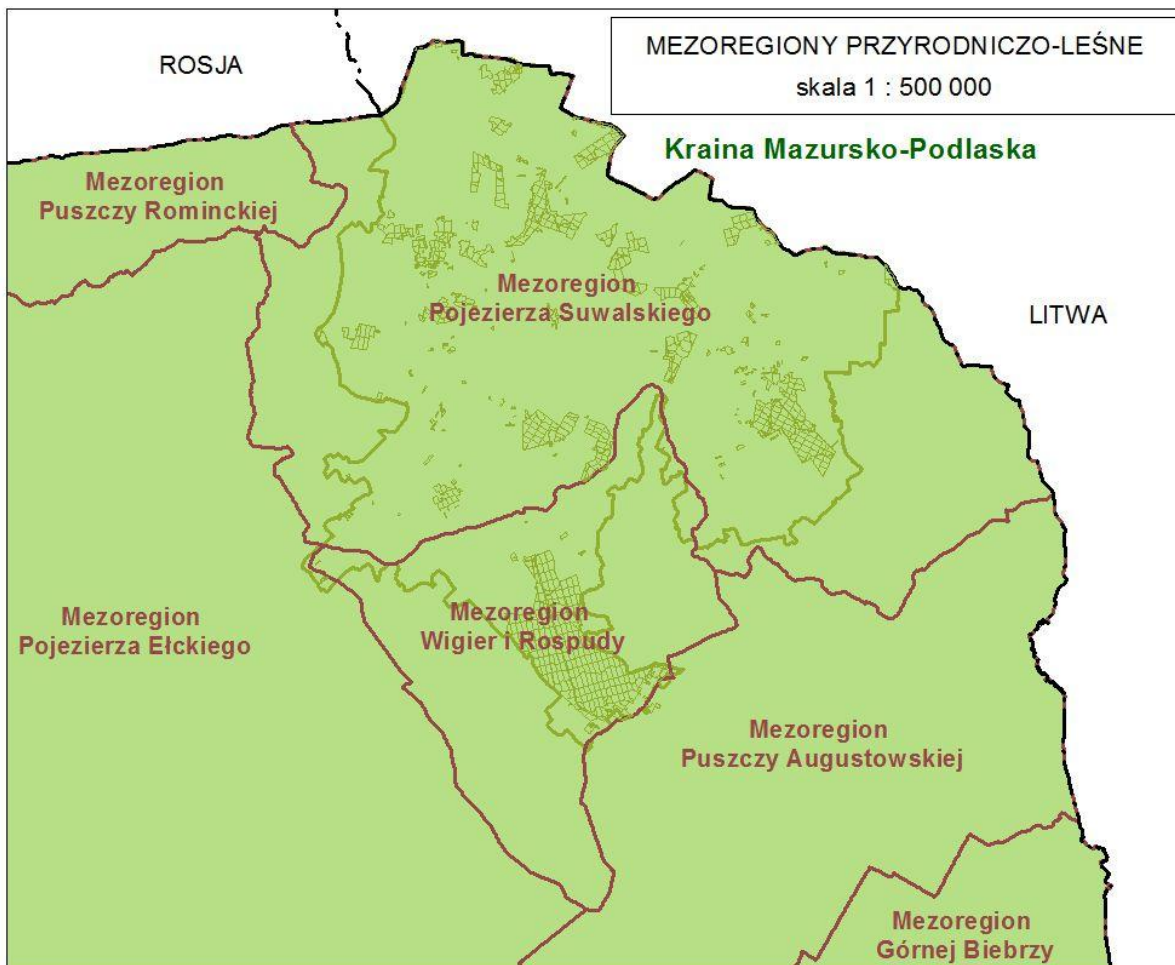 ROSJA
MEZOREGIONY PRZYRODNICZO-LEŚNE
skala 1 : 500 000
Kraina Mazursko-Podlaska
Mezoregion
Puszczy Rominckiej
Mezoregion
Pojezierza Suwalskiego
LITWA
Mezoregion
Pojezierza Ełckiego
Mezoregion
Wigier i Rospudy
Mezoregion
Puszczy Augustowskiej
Mezoregion
Górnej Biebrzy